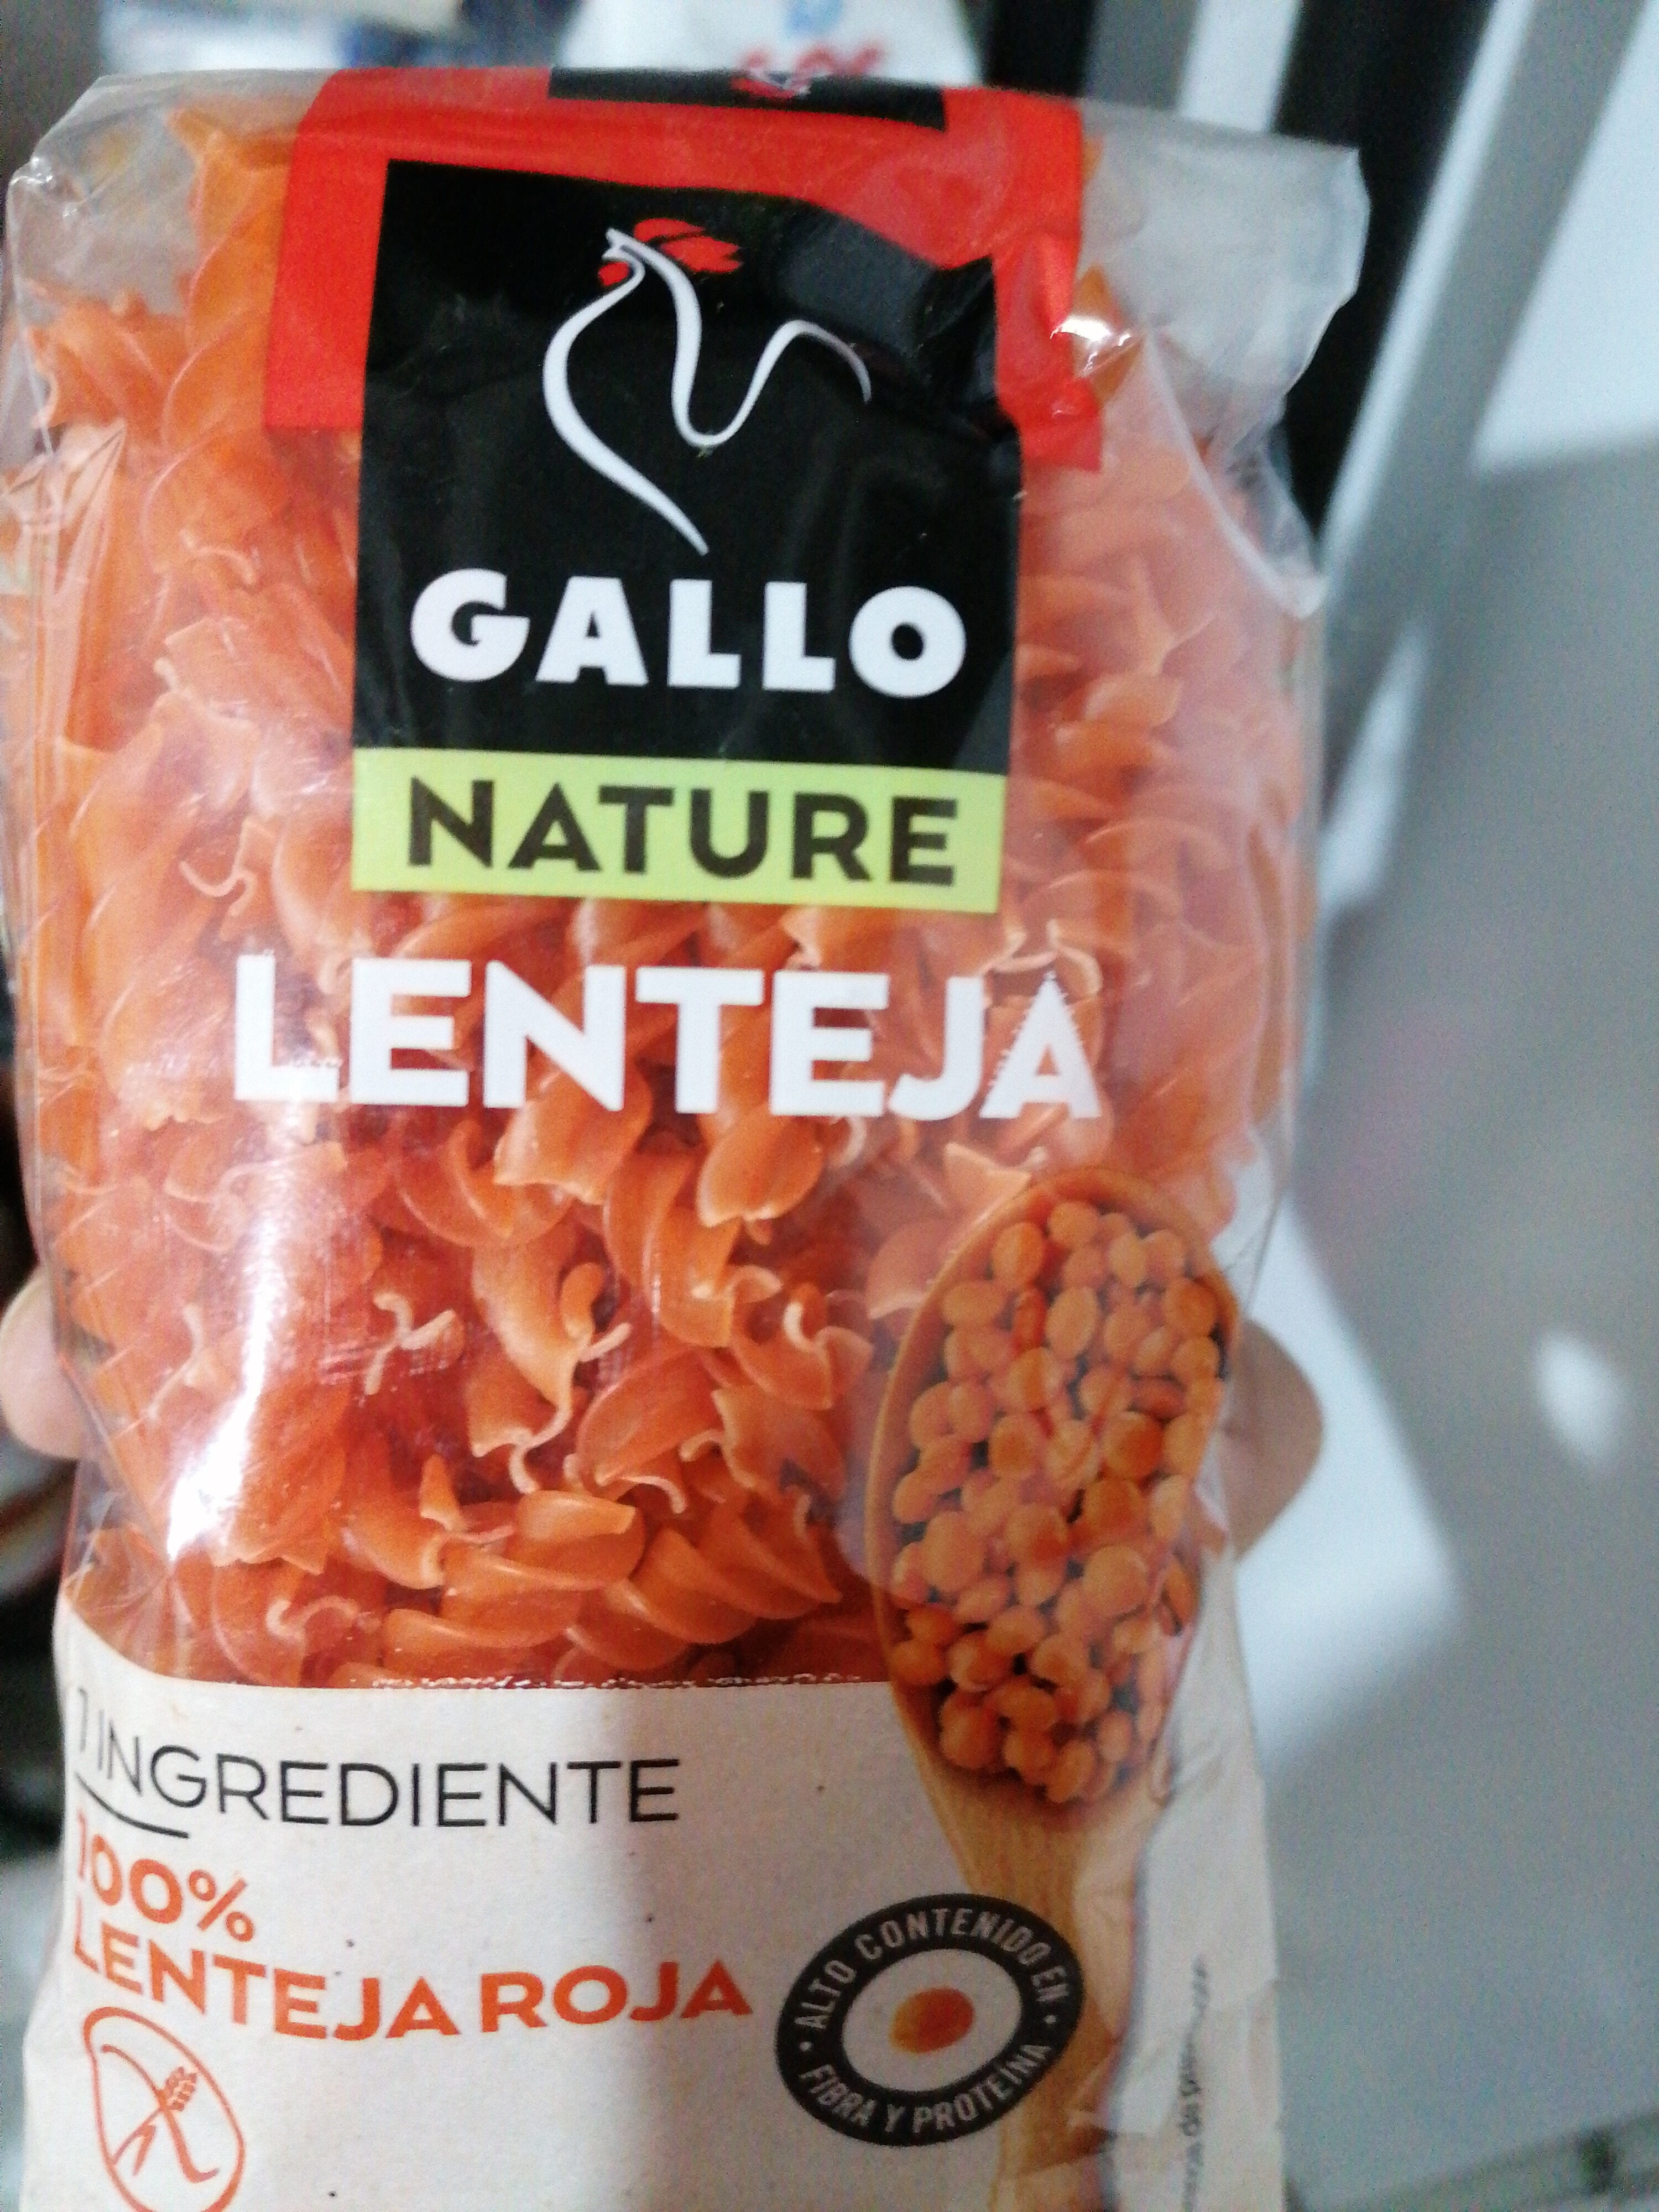 GALLO
NATURE
LENTEJA
1 INGREDIENTE
100%
LENTEJA ROJA
• ALTO CONTENIDO EN •
FIBRA Y PROTEÍNA